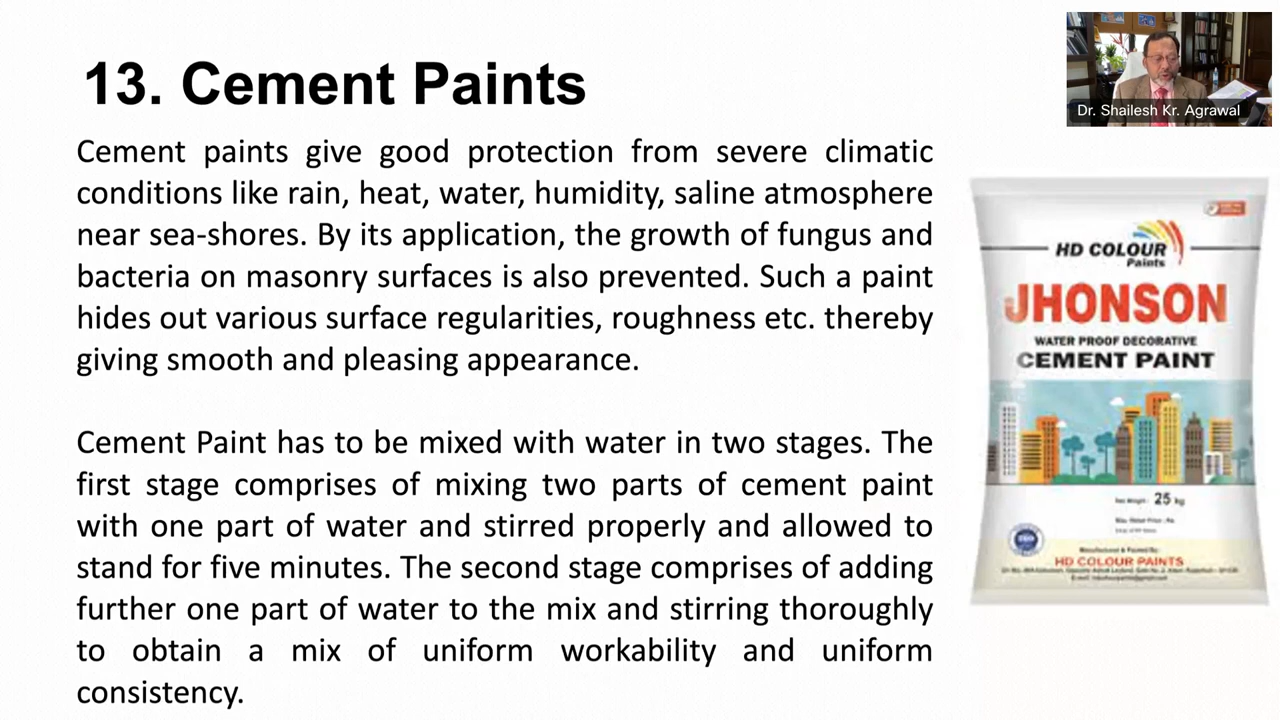 13. Cement Paints
Dr. Shailesh Kr. Agrawal
Cement paints give good protection from severe climatic
conditions like rain, heat, water, humidity, saline atmosphere
near sea-shores. By its application, the growth of fungus and
bacteria on masonry surfaces is also prevented. Such a paint
hides out various surface regularities, roughness etc. thereby
giving smooth and pleasing appearance.
Cement Paint has to be mixed with water in two stages. The
first stage comprises of mixing two parts of cement paint
with one part of water and stirred properly and allowed to
stand for five minutes. The second stage comprises of adding
further one part of water to the mix and stirring thoroughly
to obtain a mix of uniform workability and uniform
consistency.
HD COLOUR
Paints
JHONSON
WATER PROOF DECORATIVE
CEMENT PAINT
25 kg
HD COLOUR PAINTS